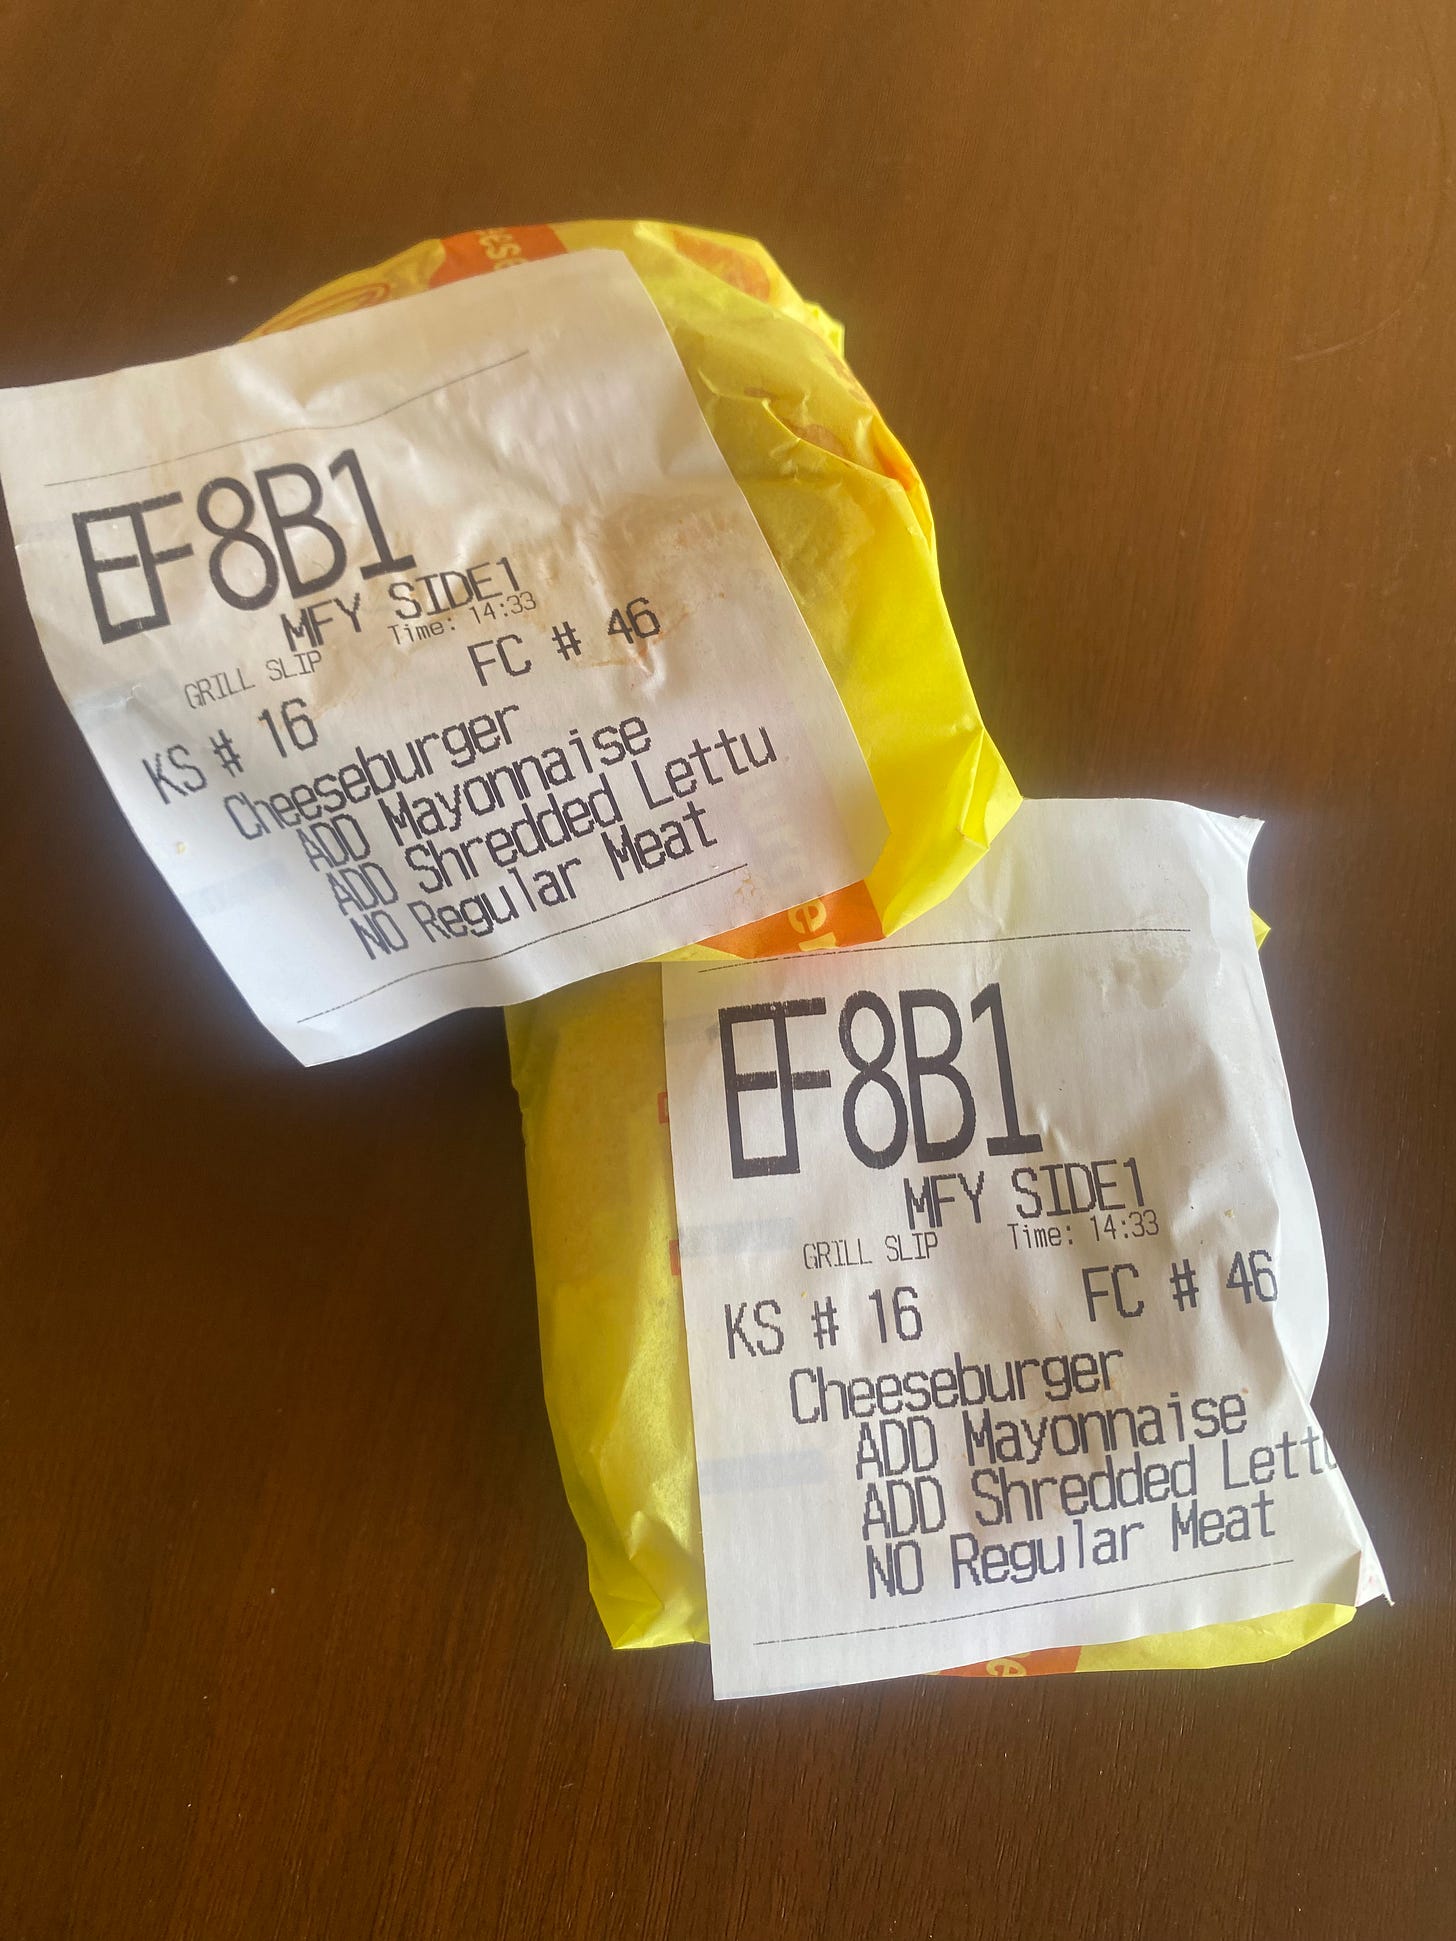 EF8B1
MFY SIDE1
GRILL SLIP Time: 14:33
KS # 16 FC # 46
Cheeseburger
ADD Mayonnaise
ADD Shredded Lettu
NO Regular Meat
EF8B1
MFY SIDE1
GRILL SLIP Time: 14:33
KS # 16 FC # 46
Cheeseburger
ADD Mayonnaise
ADD Shredded Lettu
NO Regular Meat